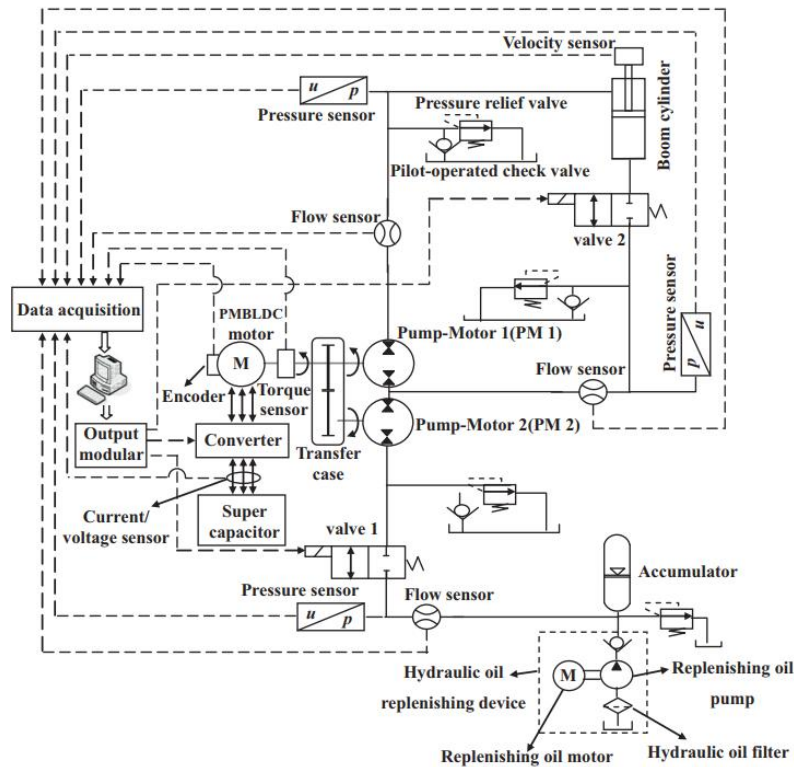 Velocity sensor
u
p
Pressure sensor
Pressure relief valve
Boom cylinder
Pilot-operated check valve
Flow sensor
valve 2
Data acquisition
PMBLDC
motor
M
Encoder
Torque
sensor
Pump-Motor 1(PM 1)
Pressure sensor
u
p
Flow sensor
Output
modular
Converter
Transfer
case
Pump-Motor 2(PM 2)
Current/
voltage sensor
Super
capacitor
valve 1
Pressure sensor
u
p
Flow sensor
Accumulator
Hydraulic oil
replenishing device
M
Replenishing oil
pump
Replenishing oil motor
Hydraulic oil filter